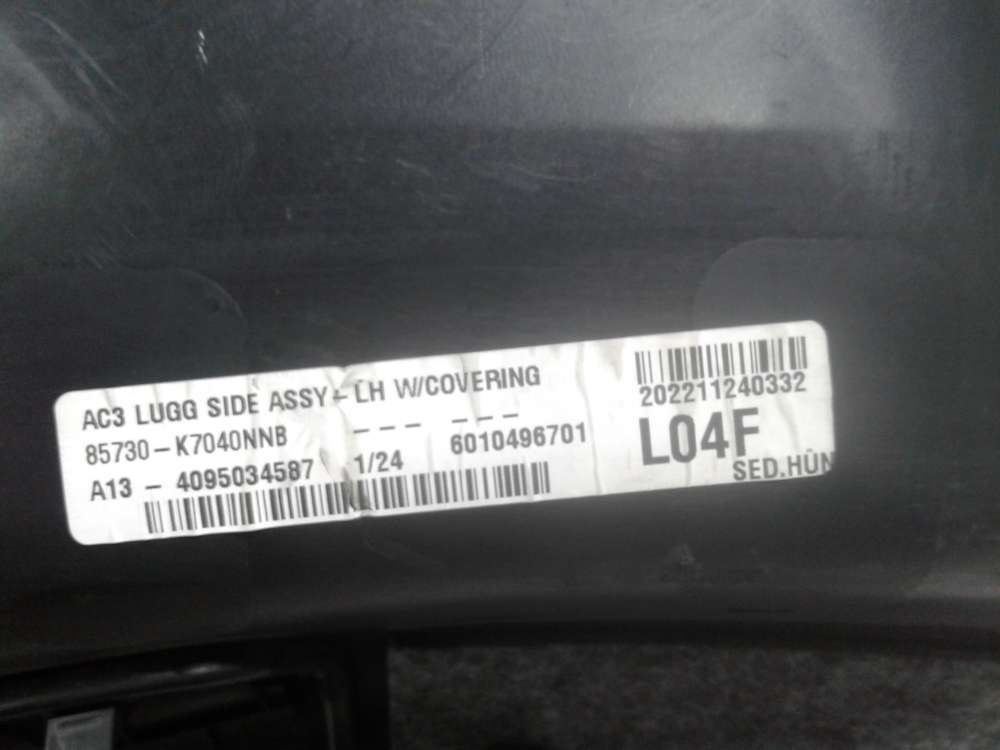 AC3 LUGG SIDE ASSY-LH W/COVERING
85730-K7040NNB --- ---
A13 - 4095034587 1/24 6010496701
202211240332
L04F
SED.HÜN